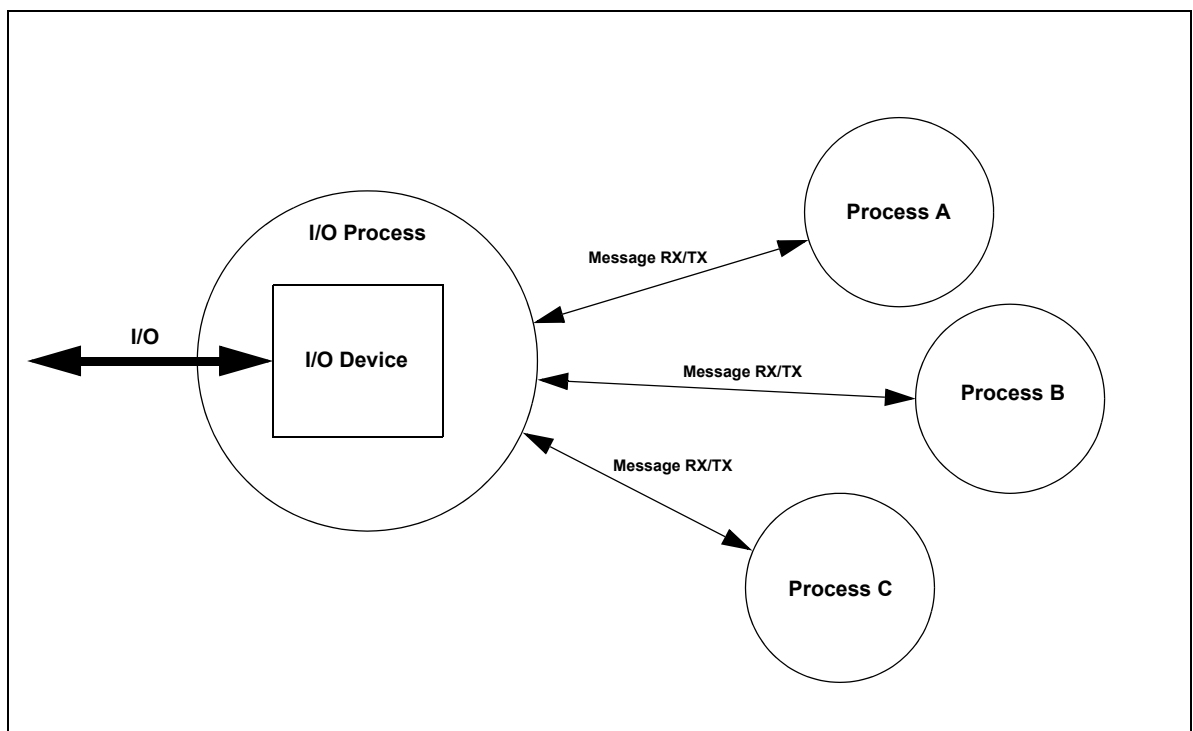 Process A
I/O Process
Message RX/TX
I/O
I/O Device
Message RX/TX
Process B
Message RX/TX
Process C